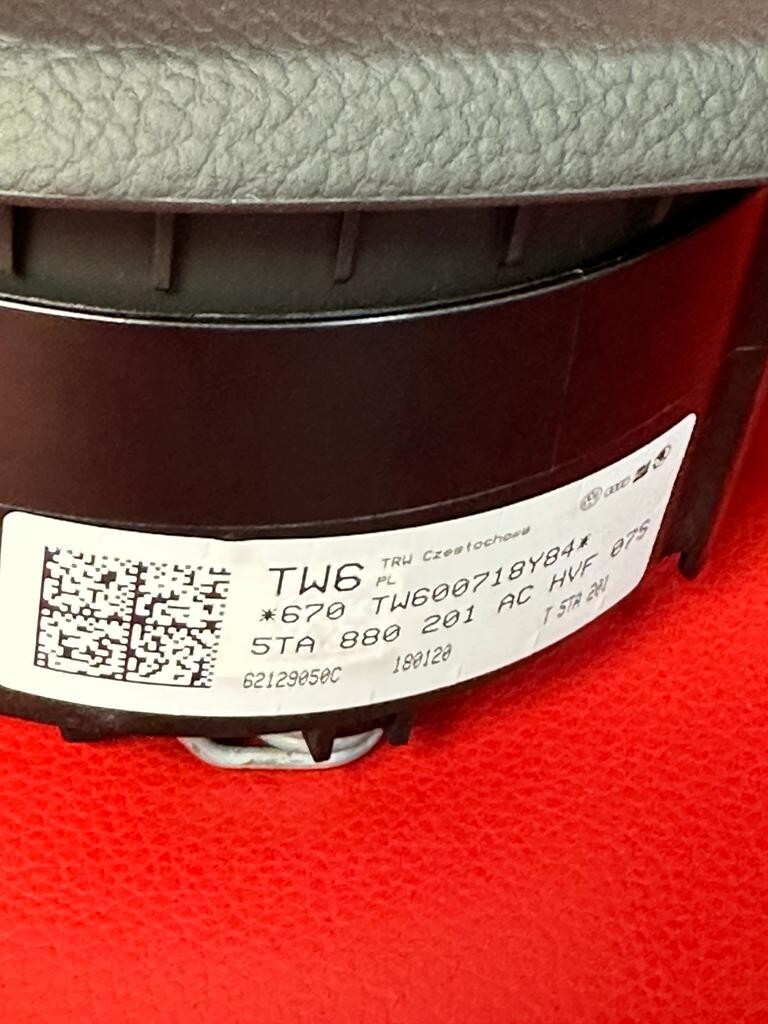 TW6 TRW Czestochowa
PL
*670 TW600718Y84*
5TA 880 201 AC HVF 075
62129050C 180120 T 5TA 201